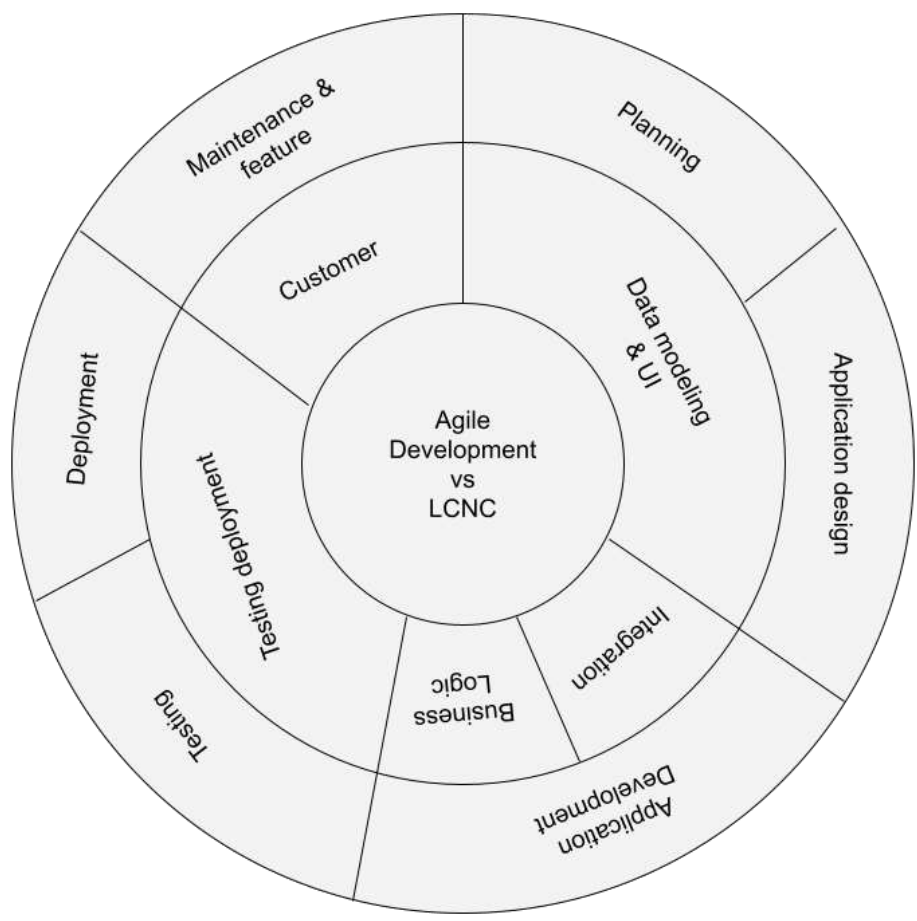 Maintenance &
feature
Planning
Customer
Data modeling
& UI
Deployment
Agile
Development
vs
LCNC
Application design
Testing deployment
Integration
Business
Logic
Testing
Application
Development